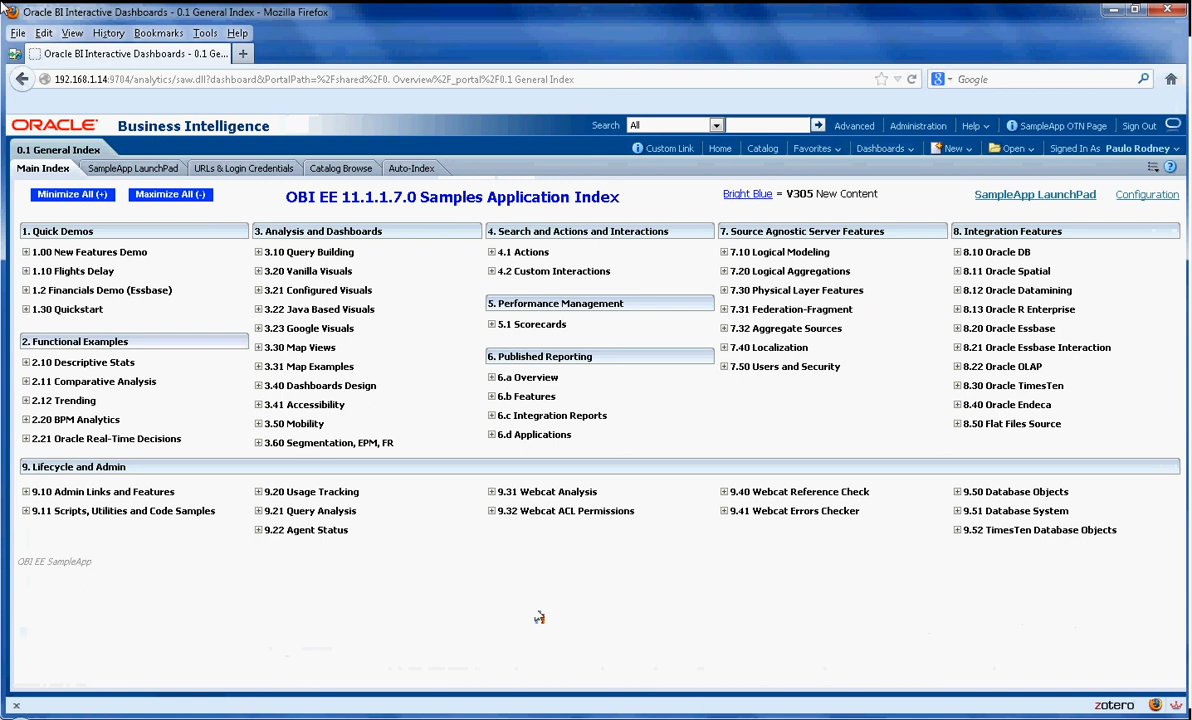 Oracle BI Interactive Dashboards - 0.1 General Index - Mozilla Firefox
File Edit View History Bookmarks Tools Help
Oracle BI Interactive Dashboards - 0.1 Ge...
192.168.1.14:9704/analytics/saw.dll?dashboard&PortalPath=%2Fshared%2F0. Overview%2F_portal%2F0.1 General Index
Google
ORACLE Business Intelligence
Search All Advanced Administration Help SampleApp OTN Page Sign Out
0.1 General Index
Custom Link Home Catalog Favorites Dashboards New Open Signed In As Paulo Rodney
Main Index SampleApp LaunchPad URLs & Login Credentials Catalog Browse Auto-Index
Minimize All (+) Maximize All (-)
OBI EE 11.1.1.7.0 Samples Application Index
Bright Blue = V305 New Content
SampleApp LaunchPad Configuration
1. Quick Demos
1.00 New Features Demo
1.10 Flights Delay
1.2 Financials Demo (Essbase)
1.30 Quickstart
2. Functional Examples
2.10 Descriptive Stats
2.11 Comparative Analysis
2.12 Trending
2.20 BPM Analytics
2.21 Oracle Real-Time Decisions
3. Analysis and Dashboards
3.10 Query Building
3.20 Vanilla Visuals
3.21 Configured Visuals
3.22 Java Based Visuals
3.23 Google Visuals
3.30 Map Views
3.31 Map Examples
3.40 Dashboards Design
3.41 Accessibility
3.50 Mobility
3.60 Segmentation, EPM, FR
4. Search and Actions and Interactions
4.1 Actions
4.2 Custom Interactions
5. Performance Management
5.1 Scorecards
6. Published Reporting
6.a Overview
6.b Features
6.c Integration Reports
6.d Applications
7. Source Agnostic Server Features
7.10 Logical Modeling
7.20 Logical Aggregations
7.30 Physical Layer Features
7.31 Federation-Fragment
7.32 Aggregate Sources
7.40 Localization
7.50 Users and Security
8. Integration Features
8.10 Oracle DB
8.11 Oracle Spatial
8.12 Oracle Datamining
8.13 Oracle R Enterprise
8.20 Oracle Essbase
8.21 Oracle Essbase Interaction
8.22 Oracle OLAP
8.30 Oracle TimesTen
8.40 Oracle Endeca
8.50 Flat Files Source
9. Lifecycle and Admin
9.10 Admin Links and Features
9.11 Scripts, Utilities and Code Samples
9.20 Usage Tracking
9.21 Query Analysis
9.22 Agent Status
9.31 Webcat Analysis
9.32 Webcat ACL Permissions
9.40 Webcat Reference Check
9.41 Webcat Errors Checker
9.50 Database Objects
9.51 Database System
9.52 TimesTen Database Objects
OBI EE SampleApp
zotero